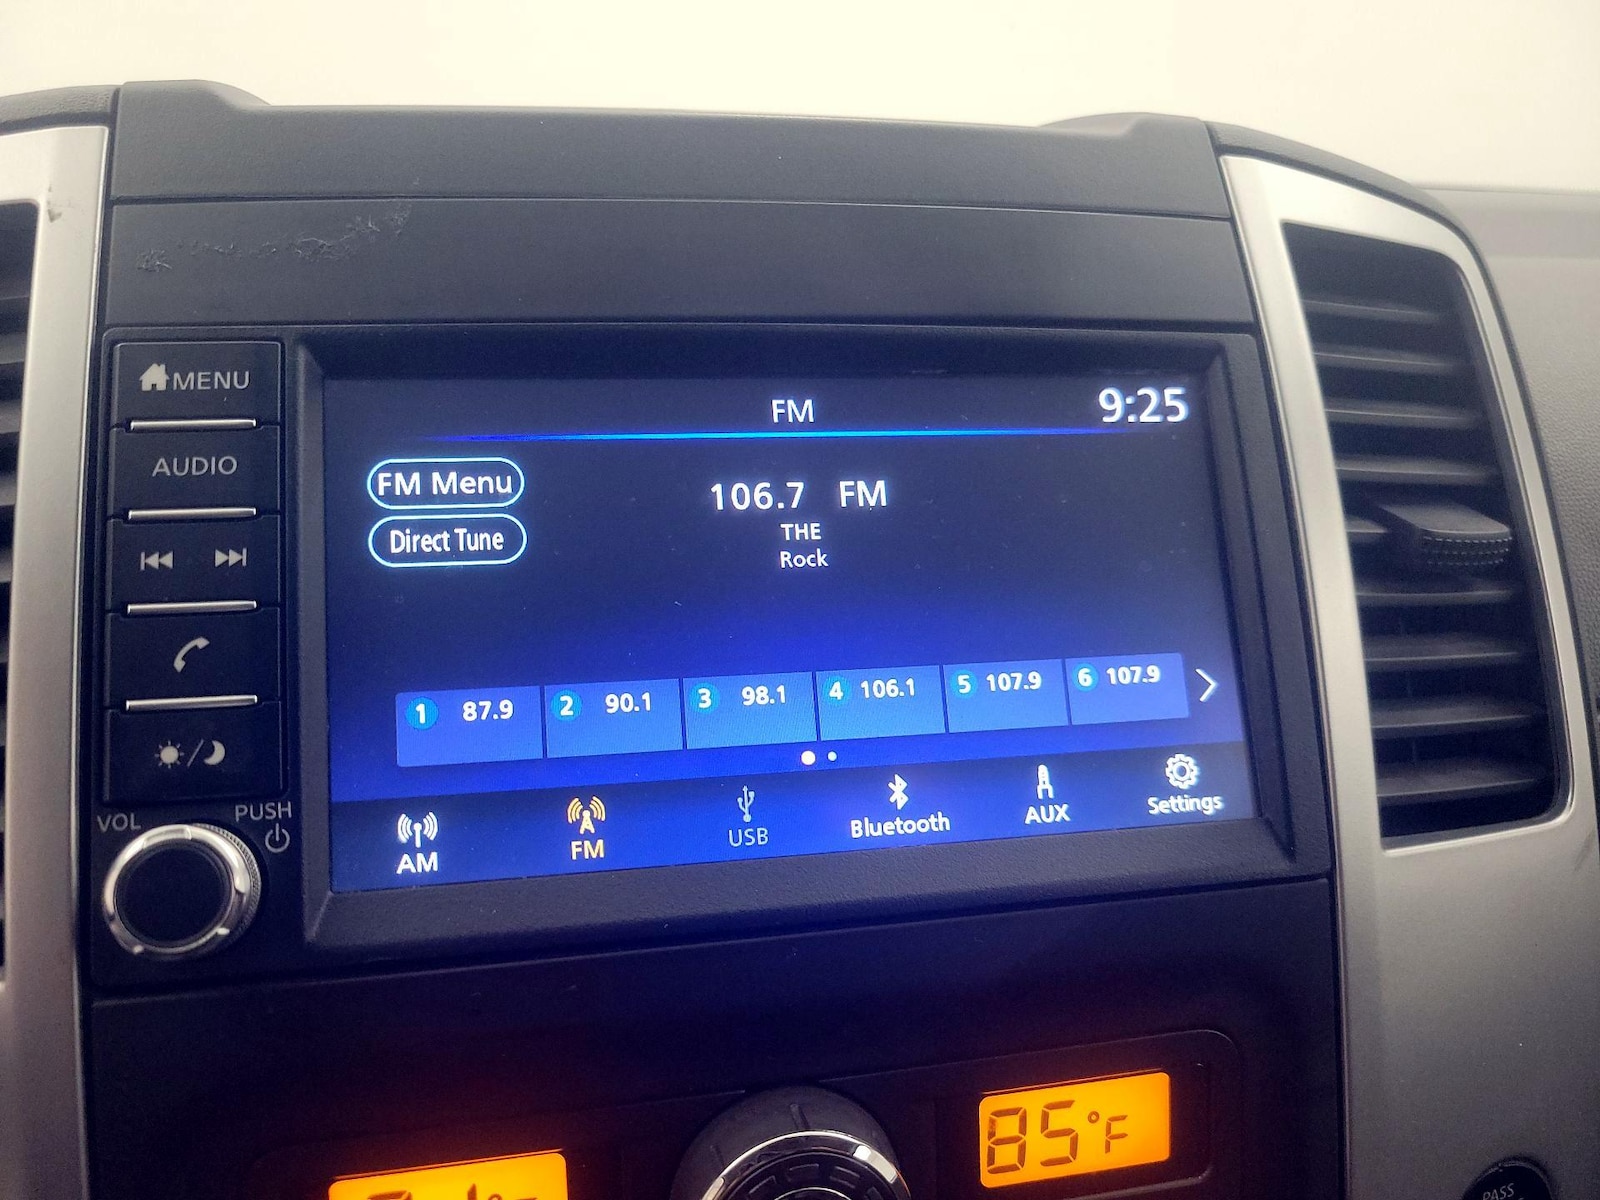 FM
9:25
MENU
AUDIO
FM Menu
Direct Tune
106.7 FM
THE
Rock
1 87.9
2 90.1
3 98.1
4 106.1
5 107.9
6 107.9
VOL
PUSH
AM
FM
USB
Bluetooth
AUX
Settings
85°F
PASS